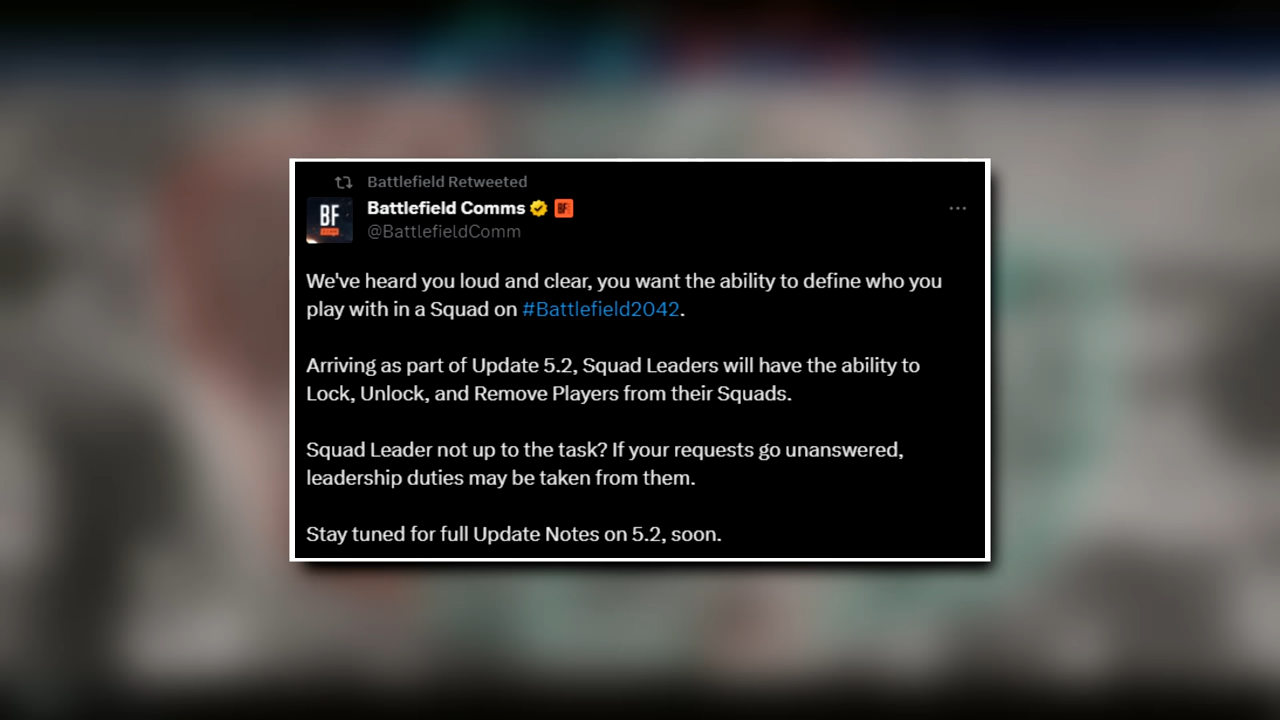 Battlefield Retweeted
BF
Battlefield Comms
BF
@BattlefieldComm
We've heard you loud and clear, you want the ability to define who you
play with in a Squad on #Battlefield2042.
Arriving as part of Update 5.2, Squad Leaders will have the ability to
Lock, Unlock, and Remove Players from their Squads.
Squad Leader not up to the task? If your requests go unanswered,
leadership duties may be taken from them.
Stay tuned for full Update Notes on 5.2, soon.